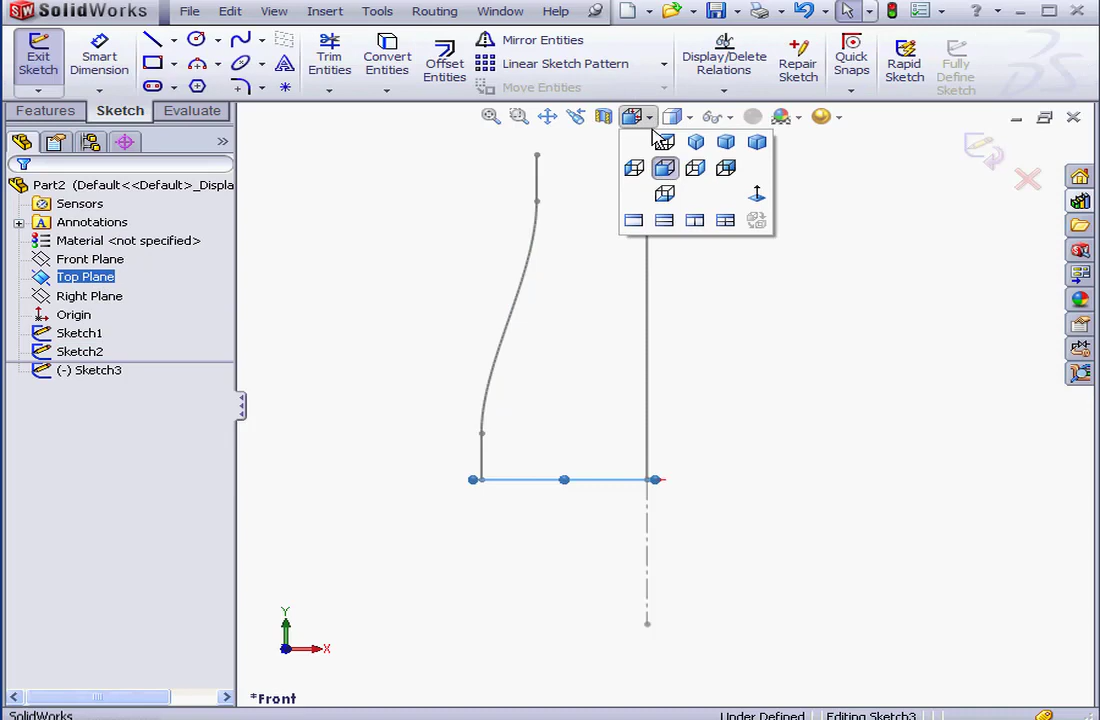 SolidWorks File Edit View Insert Tools Routing Window Help
Exit Sketch
Smart Dimension
Trim Entities
Convert Entities
Offset Entities
Mirror Entities
Linear Sketch Pattern
Move Entities
Display/Delete Relations
Repair Sketch
Quick Snaps
Rapid Sketch
Fully Define Sketch
Features Sketch Evaluate
Part2 (Default<<Default>_Displa
Sensors
Annotations
Material <not specified>
Front Plane
Top Plane
Right Plane
Origin
Sketch1
Sketch2
(-) Sketch3
Y
X
*Front
SolidWorks Under Defined Editing Sketch3